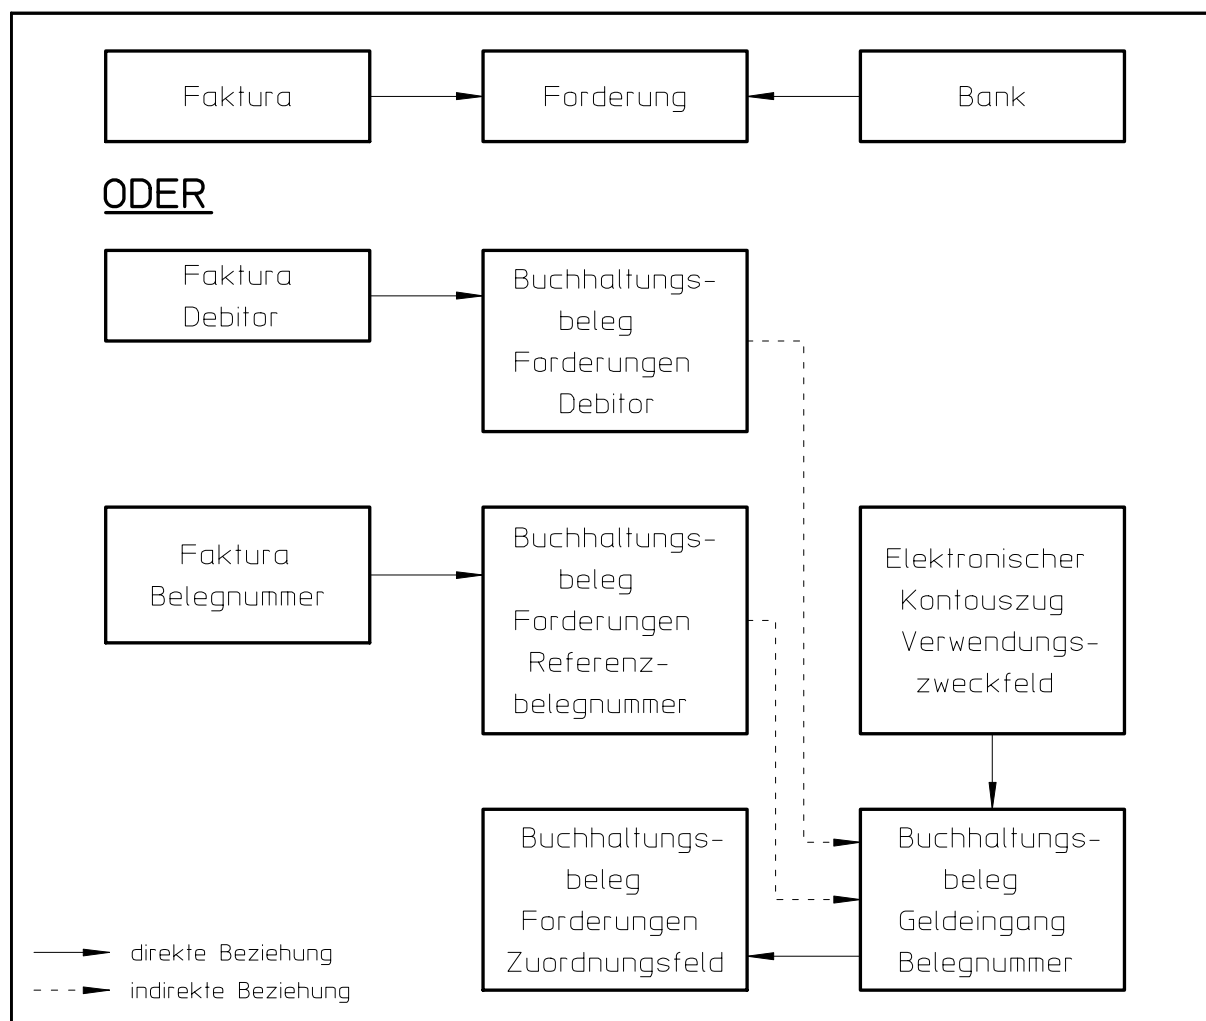 Faktura
Forderung
Bank
ODER
Faktura
Debitor
Buchhaltungs-
beleg
Forderungen
Debitor
Faktura
Belegnummer
Buchhaltungs-
beleg
Forderungen
Referenz-
belegnummer
Elektronischer
Kontouszug
Verwendungs-
zweckfeld
Buchhaltungs-
beleg
Forderungen
Zuordnungsfeld
Buchhaltungs-
beleg
Geldeingang
Belegnummer
direkte Beziehung
indirekte Beziehung